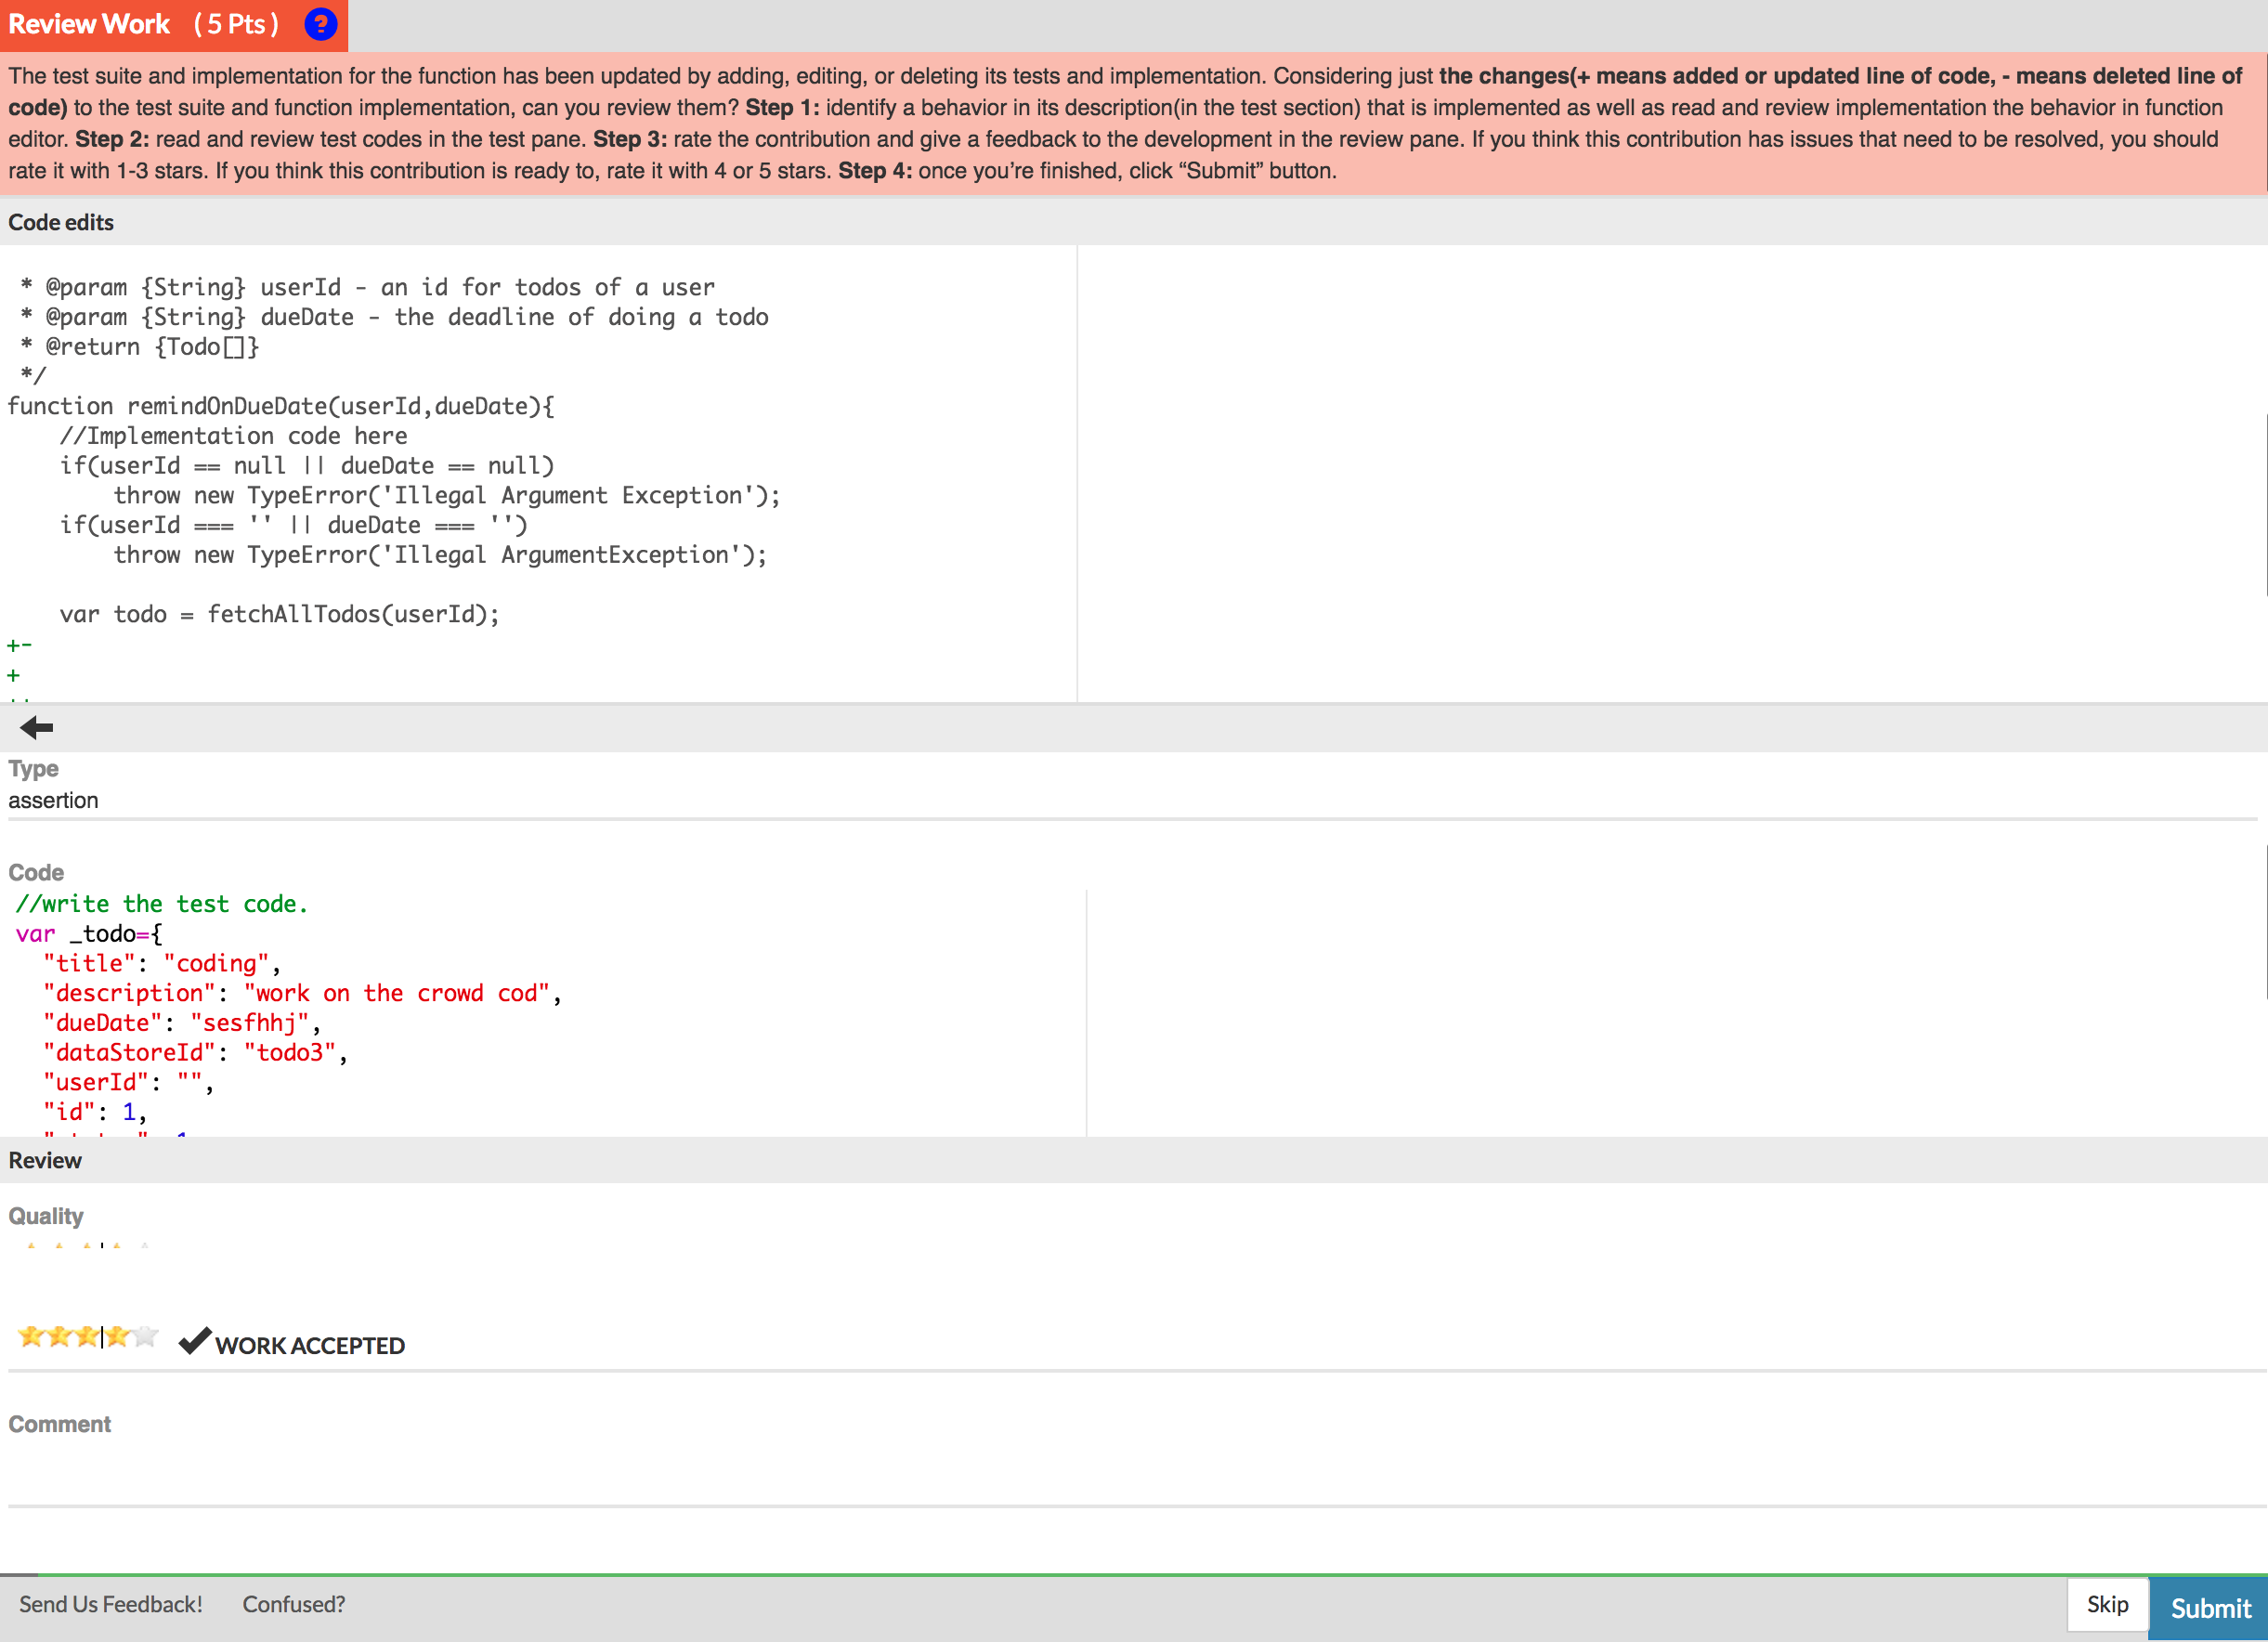 Review Work ( 5 Pts ) ?
The test suite and implementation for the function has been updated by adding, editing, or deleting its tests and implementation. Considering just the changes(+ means added or updated line of code, - means deleted line of
code) to the test suite and function implementation, can you review them? Step 1: identify a behavior in its description(in the test section) that is implemented as well as read and review implementation the behavior in function
editor. Step 2: read and review test codes in the test pane. Step 3: rate the contribution and give a feedback to the development in the review pane. If you think this contribution has issues that need to be resolved, you should
rate it with 1-3 stars. If you think this contribution is ready to, rate it with 4 or 5 stars. Step 4: once you’re finished, click “Submit” button.
Code edits
* @param {String} userId - an id for todos of a user
* @param {String} dueDate - the deadline of doing a todo
* @return {Todo[]}
*/
function remindOnDueDate(userId,dueDate){
//Implementation code here
if(userId == null || dueDate == null)
throw new TypeError('Illegal Argument Exception');
if(userId === '' || dueDate === '')
throw new TypeError('Illegal ArgumentException');
var todo = fetchAllTodos(userId);
+-
+
Type
assertion
Code
//write the test code.
var _todo={
"title": "coding",
"description": "work on the crowd cod",
"dueDate": "sesfhhj",
"dataStoreId": "todo3",
"userId": "",
"id": 1,
Review
Quality
WORK ACCEPTED
Comment
Send Us Feedback! Confused? Skip Submit